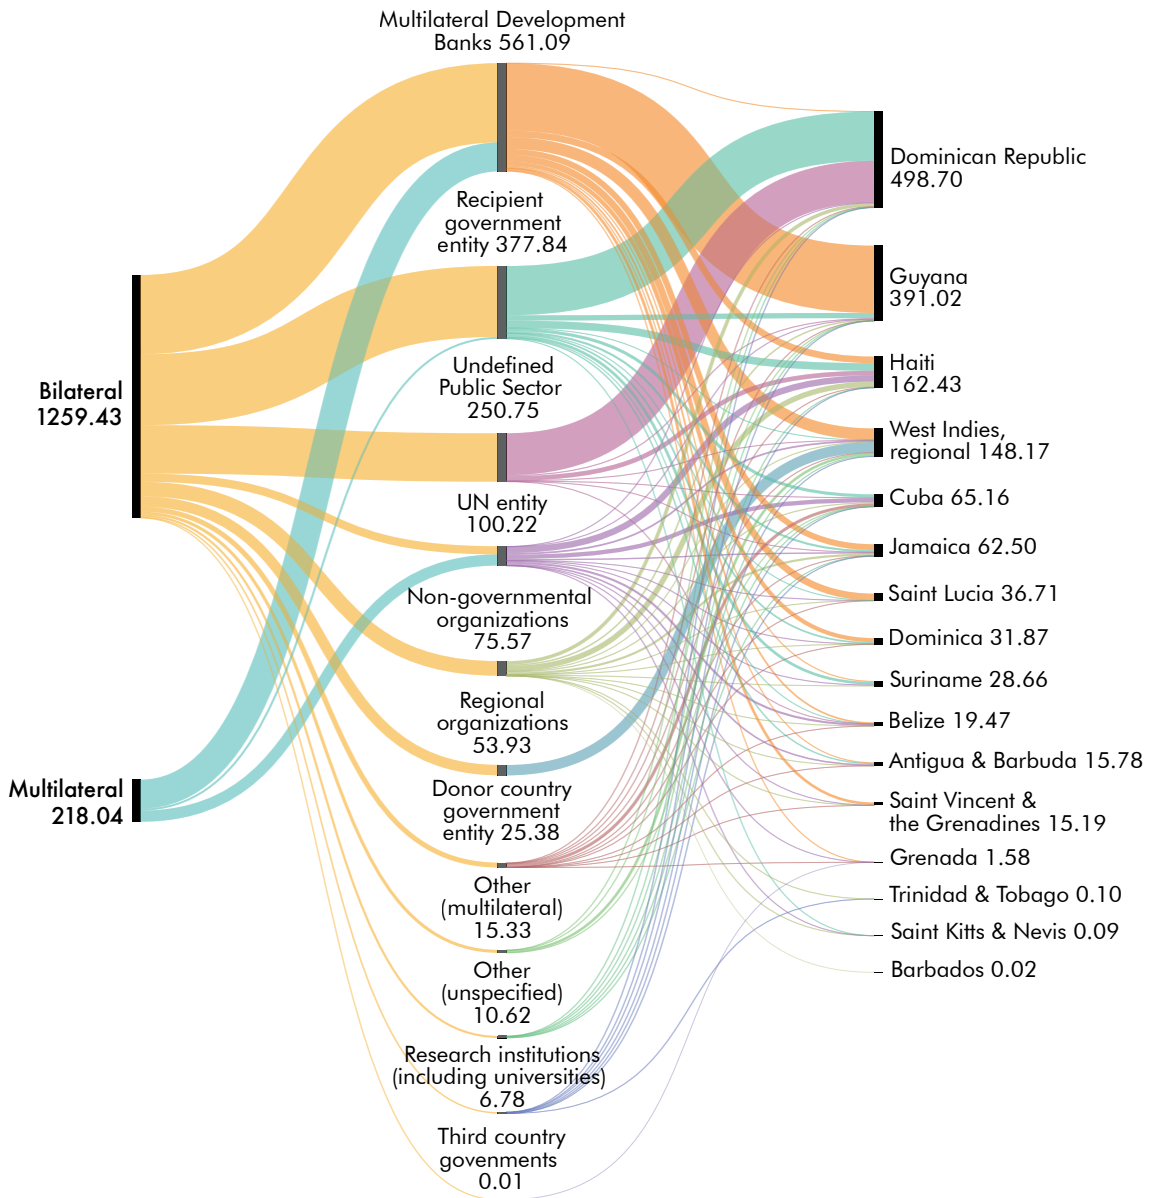 Bilateral
1259.43
Multilateral
218.04
Multilateral Development
Banks 561.09
Recipient
government
entity 377.84
Undefined
Public Sector
250.75
UN entity
100.22
Non-governmental
organizations
75.57
Regional
organizations
53.93
Donor country
government
entity 25.38
Other
(multilateral)
15.33
Other
(unspecified)
10.62
Research institutions
(including universities)
6.78
Third country
govenments
0.01
Dominican Republic
498.70
Guyana
391.02
Haiti
162.43
West Indies,
regional 148.17
Cuba 65.16
Jamaica 62.50
Saint Lucia 36.71
Dominica 31.87
Suriname 28.66
Belize 19.47
Antigua & Barbuda 15.78
Saint Vincent &
the Grenadines 15.19
Grenada 1.58
Trinidad & Tobago 0.10
Saint Kitts & Nevis 0.09
Barbados 0.02